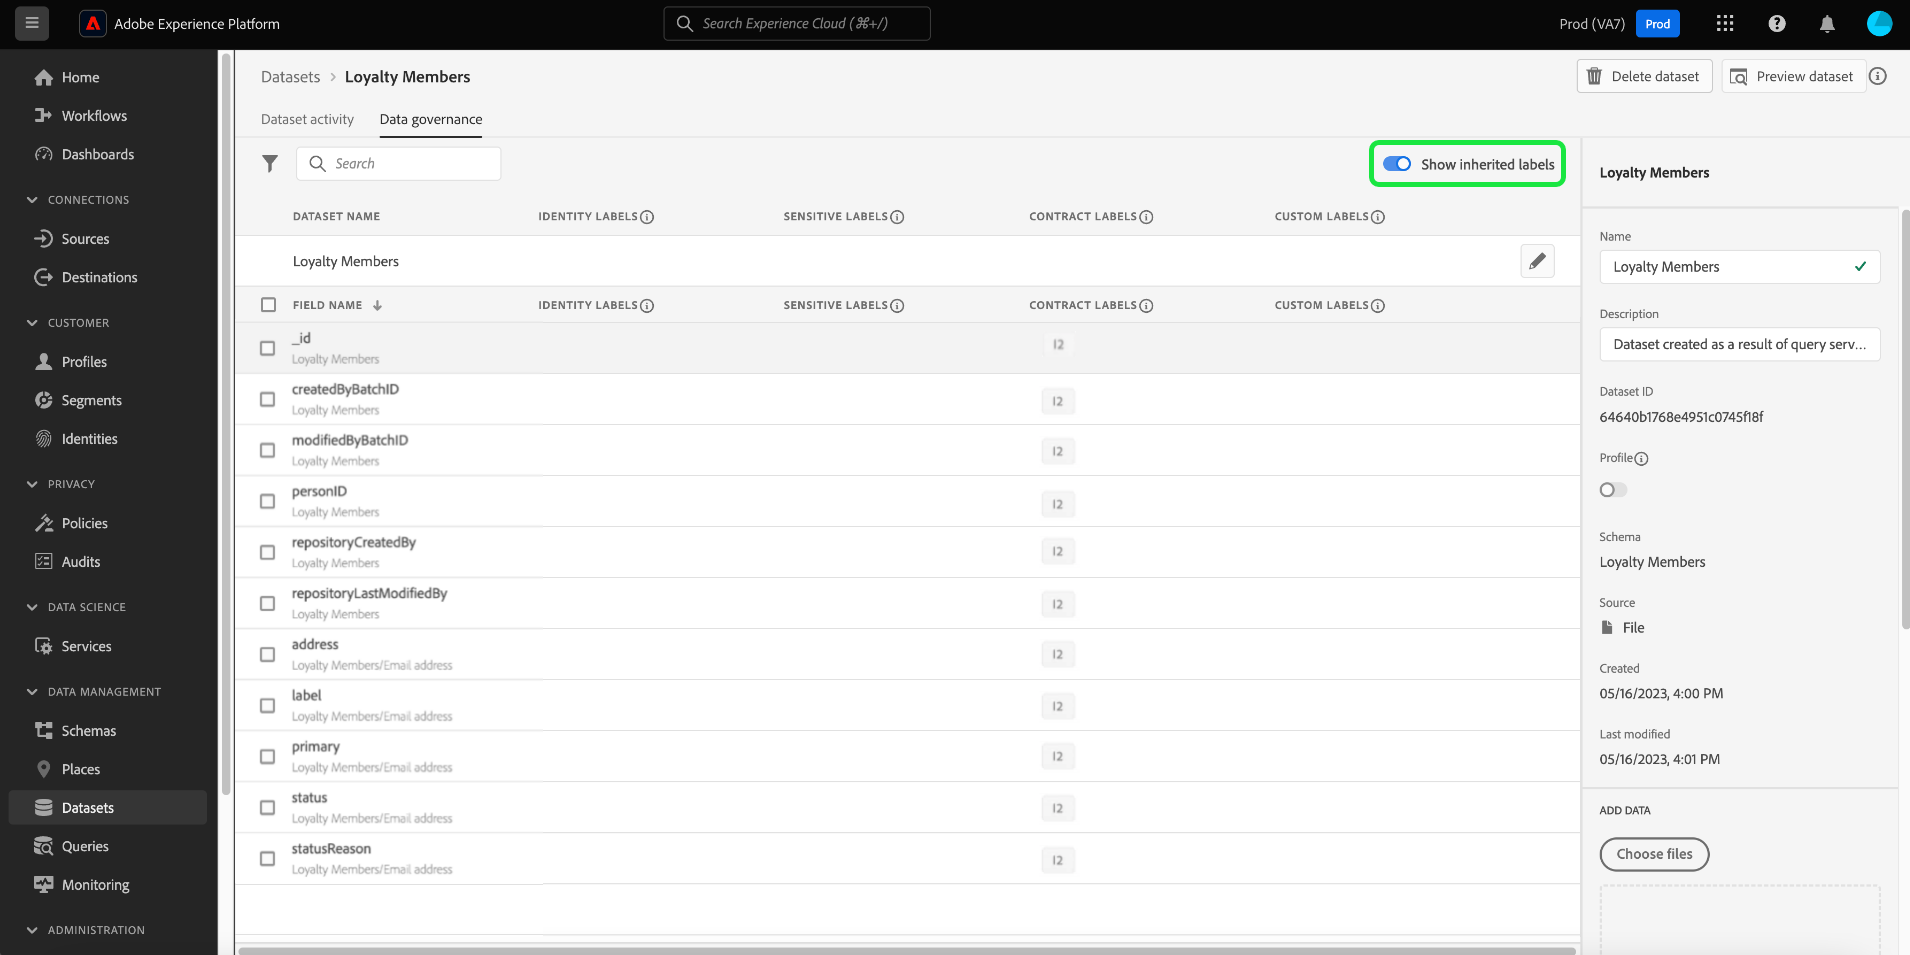 Adobe Experience Platform
Search Experience Cloud (⌘+/)
Prod (VA7)
Prod
Home
Workflows
Dashboards
CONNECTIONS
Sources
Destinations
CUSTOMER
Profiles
Segments
Identities
PRIVACY
Policies
Audits
DATA SCIENCE
Services
DATA MANAGEMENT
Schemas
Places
Datasets
Queries
Monitoring
ADMINISTRATION
Datasets > Loyalty Members
Delete dataset
Preview dataset
Dataset activity Data governance
Search
Show inherited labels
DATASET NAME IDENTITY LABELS SENSITIVE LABELS CONTRACT LABELS CUSTOM LABELS
Loyalty Members
FIELD NAME IDENTITY LABELS SENSITIVE LABELS CONTRACT LABELS CUSTOM LABELS
_id
Loyalty Members
I2
createdByBatchID
Loyalty Members
I2
modifiedByBatchID
Loyalty Members
I2
personID
Loyalty Members
I2
repositoryCreatedBy
Loyalty Members
I2
repositoryLastModifiedBy
Loyalty Members
I2
address
Loyalty Members/Email address
I2
label
Loyalty Members/Email address
I2
primary
Loyalty Members/Email address
I2
status
Loyalty Members/Email address
I2
statusReason
Loyalty Members/Email address
I2
Loyalty Members
Name
Loyalty Members
Description
Dataset created as a result of query serv...
Dataset ID
64640b1768e4951c0745f18f
Profile
Schema
Loyalty Members
Source
File
Created
05/16/2023, 4:00 PM
Last modified
05/16/2023, 4:01 PM
ADD DATA
Choose files